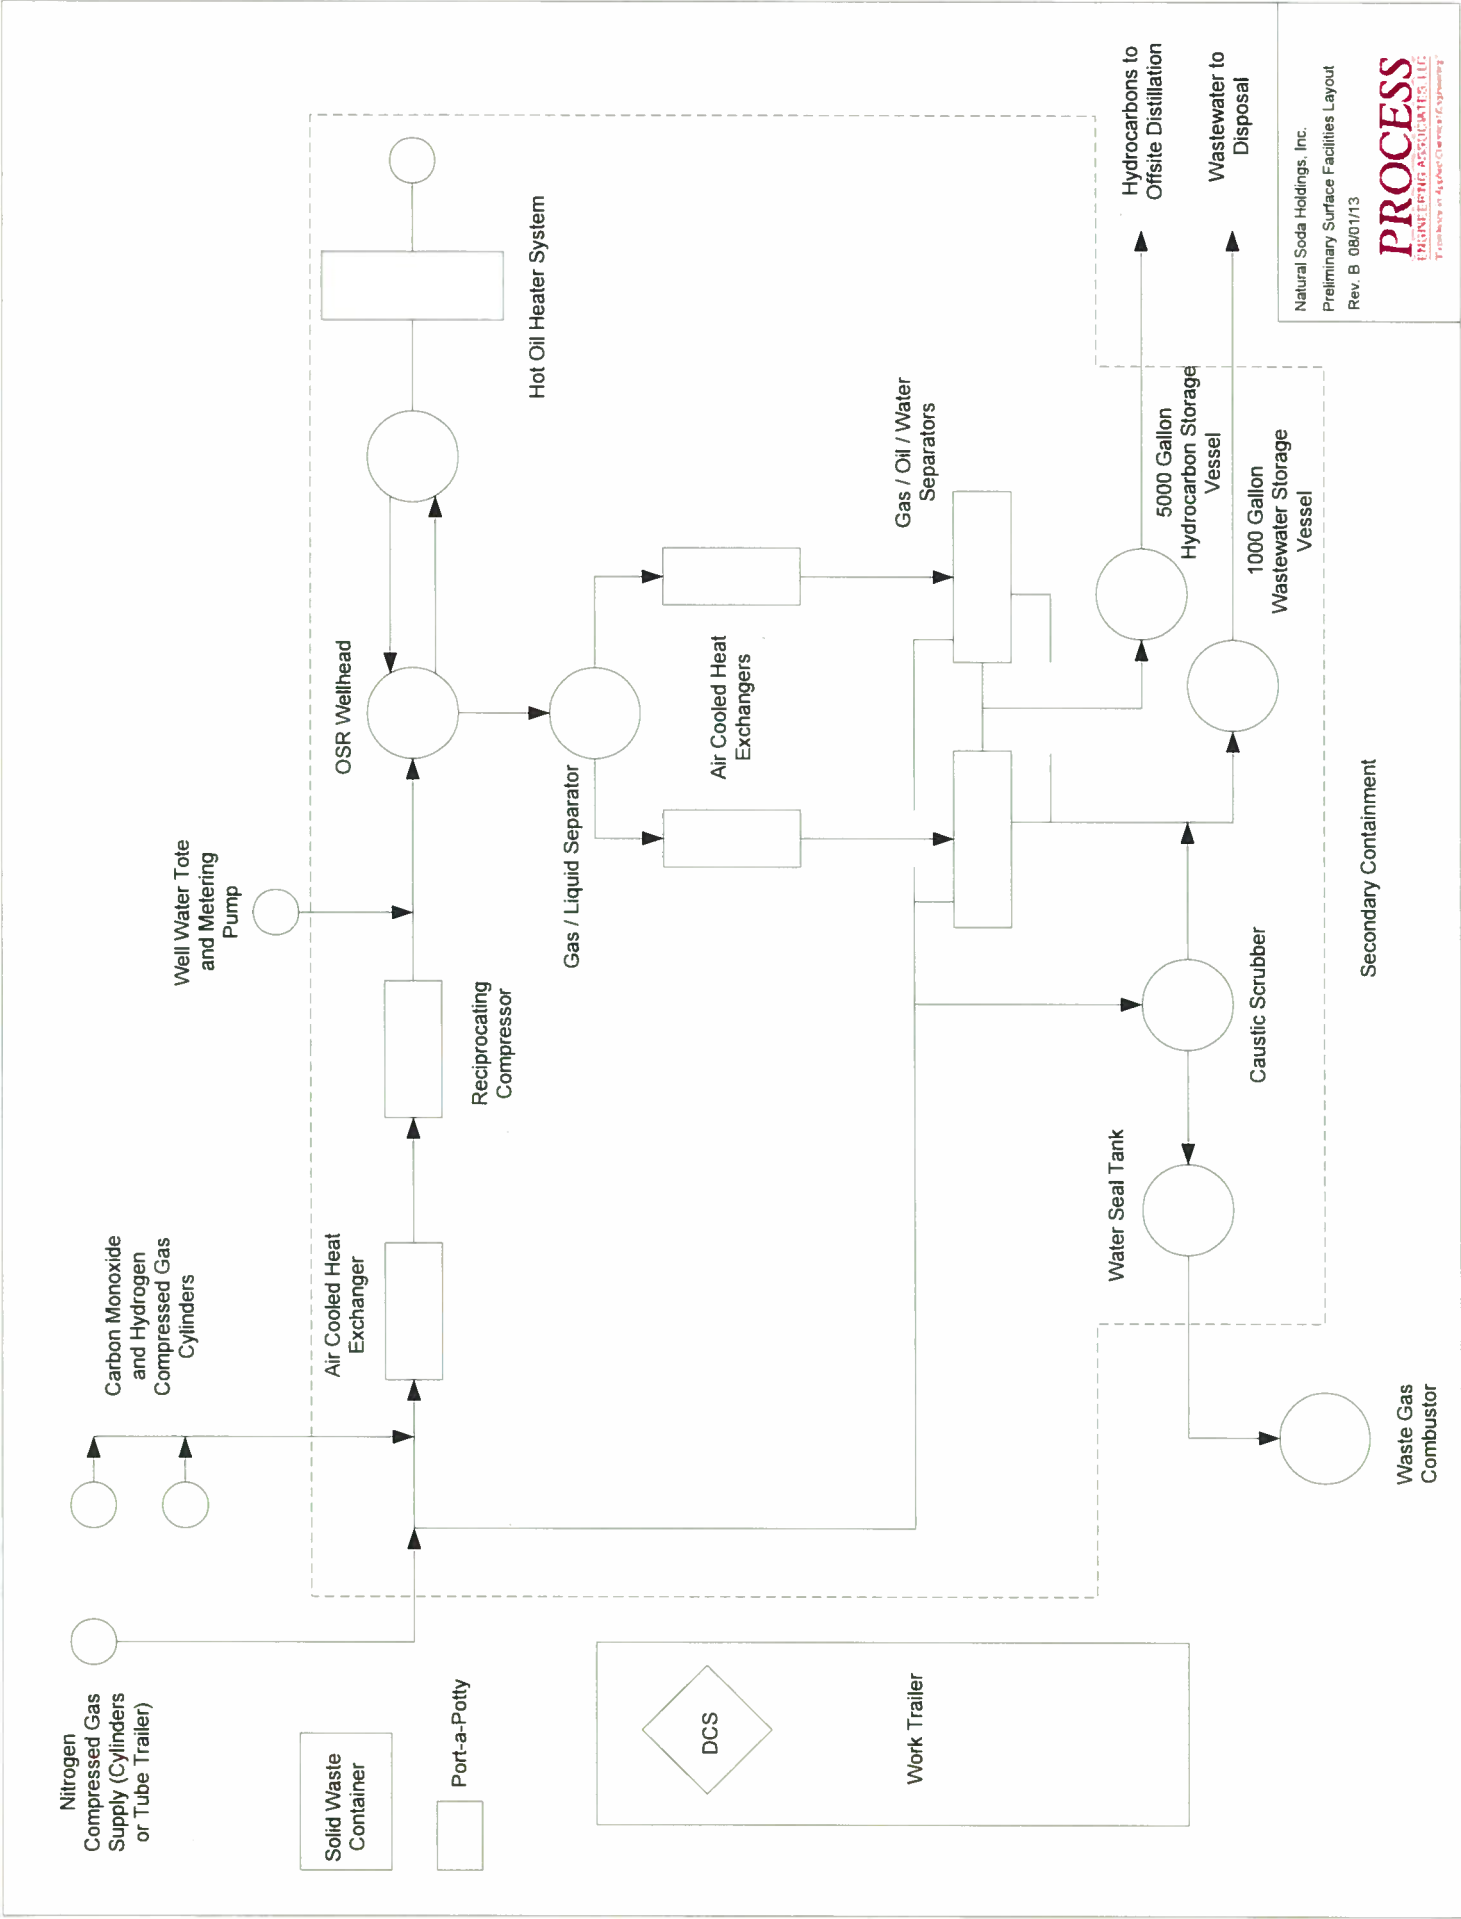 Nitrogen
Compressed Gas
Supply (Cylinders
or Tube Trailer)
Carbon Monoxide
and Hydrogen
Compressed Gas
Cylinders
Well Water Tote
and Metering
Pump
Solid Waste
Container
Port-a-Potty
Air Cooled Heat
Exchanger
Reciprocating
Compressor
OSR Wellhead
Hot Oil Heater System
Gas / Liquid Separator
Air Cooled Heat
Exchangers
Gas / Oil / Water
Separators
DCS
Work Trailer
Hydrocarbons to
Offsite Distillation
Wastewater to
Disposal
5000 Gallon
Hydrocarbon Storage
Vessel
1000 Gallon
Wastewater Storage
Vessel
Water Seal Tank
Caustic Scrubber
Secondary Containment
Waste Gas
Combustor
Natural Soda Holdings, Inc.
Preliminary Surface Facilities Layout
Rev. B 08/01/13
PROCESS
ENGINEERING ASSOCIATES, LLC